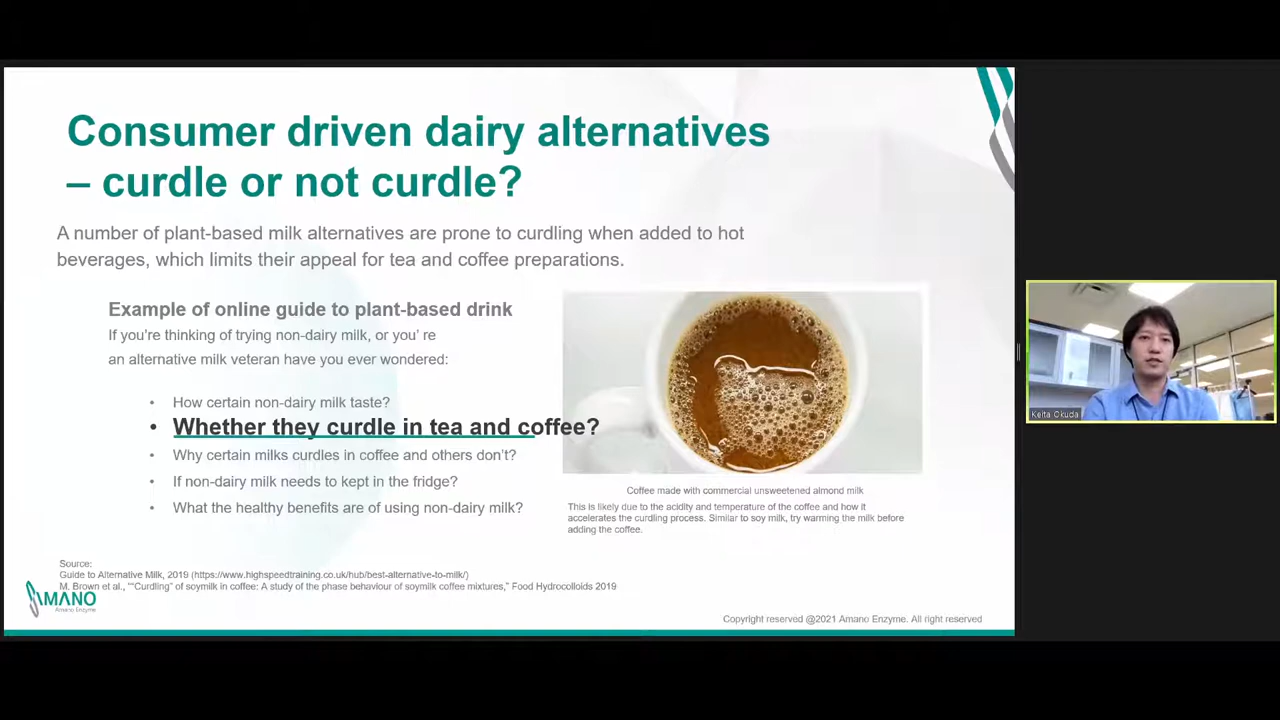 Consumer driven dairy alternatives
– curdle or not curdle?
A number of plant-based milk alternatives are prone to curdling when added to hot
beverages, which limits their appeal for tea and coffee preparations.
Example of online guide to plant-based drink
If you're thinking of trying non-dairy milk, or you' re
an alternative milk veteran have you ever wondered:
• How certain non-dairy milk taste?
• Whether they curdle in tea and coffee?
• Why certain milks curdles in coffee and others don't?
• If non-dairy milk needs to kept in the fridge?
• What the healthy benefits are of using non-dairy milk?
Coffee made with commercial unsweetened almond milk
This is likely due to the acidity and temperature of the coffee and how it
accelerates the curdling process. Similar to soy milk, try warming the milk before
adding the coffee.
Keita Okuda
Source:
Guide to Alternative Milk, 2019 (https://www.highspeedtraining.co.uk/hub/best-alternative-to-milk/)
M. Brown et al., "“Curdling” of soymilk in coffee: A study of the phase behaviour of soymilk coffee mixtures," Food Hydrocolloids 2019
AMANO
Amano Enzyme
Copyright reserved @2021 Amano Enzyme. All right reserved